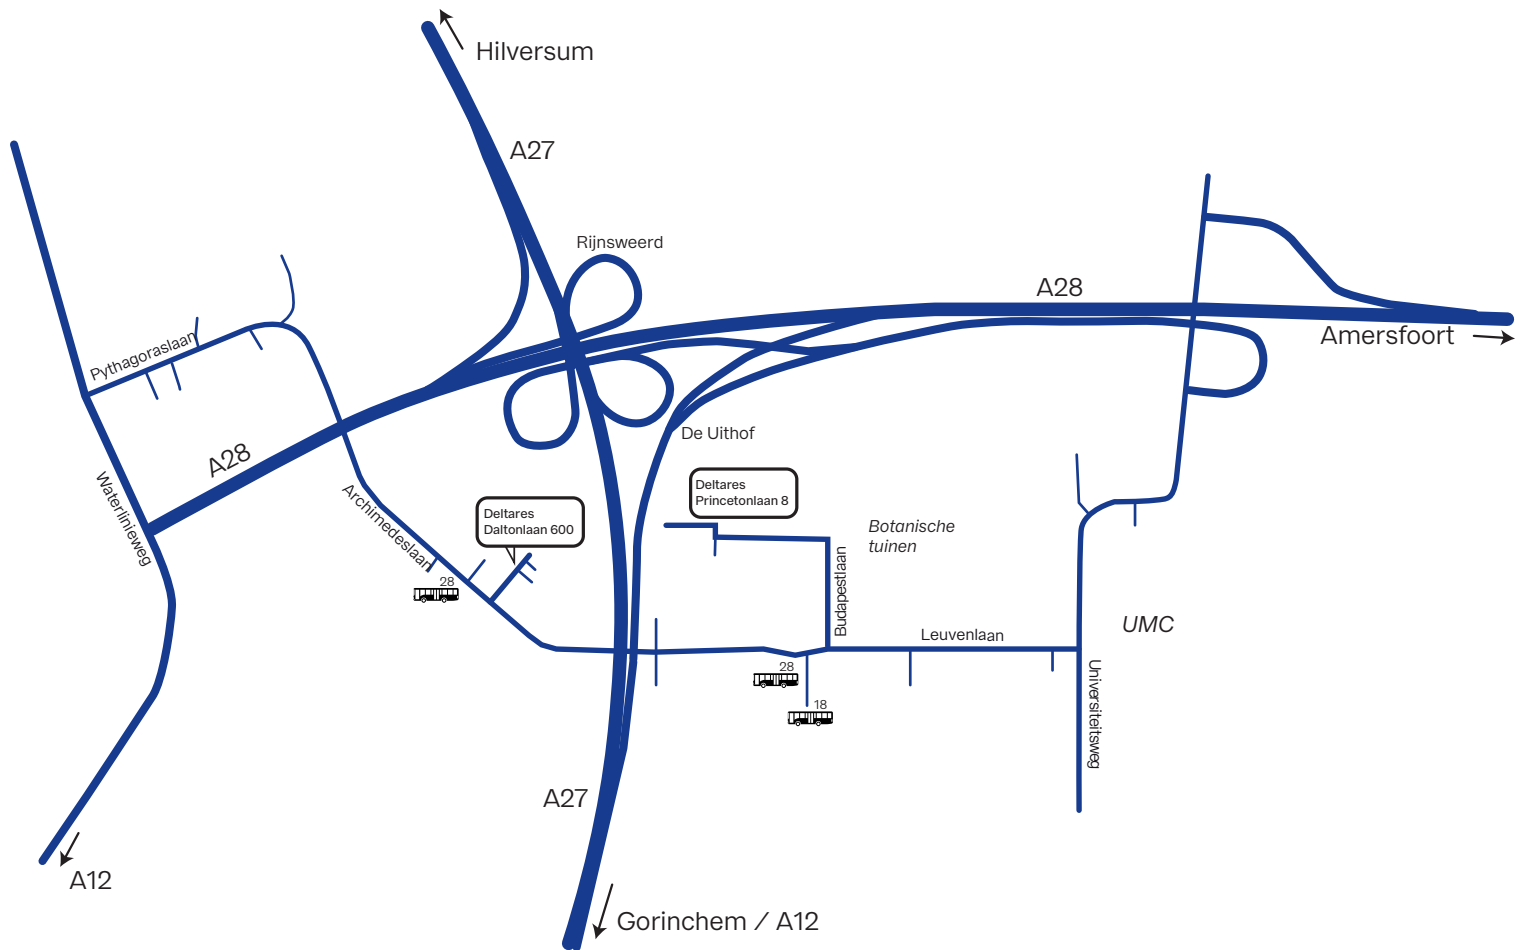 Hilversum
A27
Rijnsweerd
A28
Amersfoort
Pythagoraslaan
De Uithof
A28
Waterlinieweg
Archimedeslaan
Deltares
Princetonlaan 8
Deltares
Daltonlaan 600
Botanische
tuinen
28
Budapestlaan
UMC
Leuvenlaan
28
Universiteitsweg
18
A27
A12
Gorinchem / A12